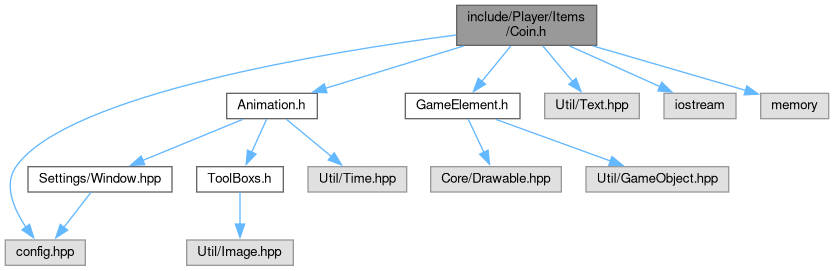 include/Player/Items
/Coin.h
Animation.h
GameElement.h
Util/Text.hpp
iostream
memory
Settings/Window.hpp
ToolBoxs.h
Util/Time.hpp
Core/Drawable.hpp
Util/GameObject.hpp
config.hpp
Util/Image.hpp